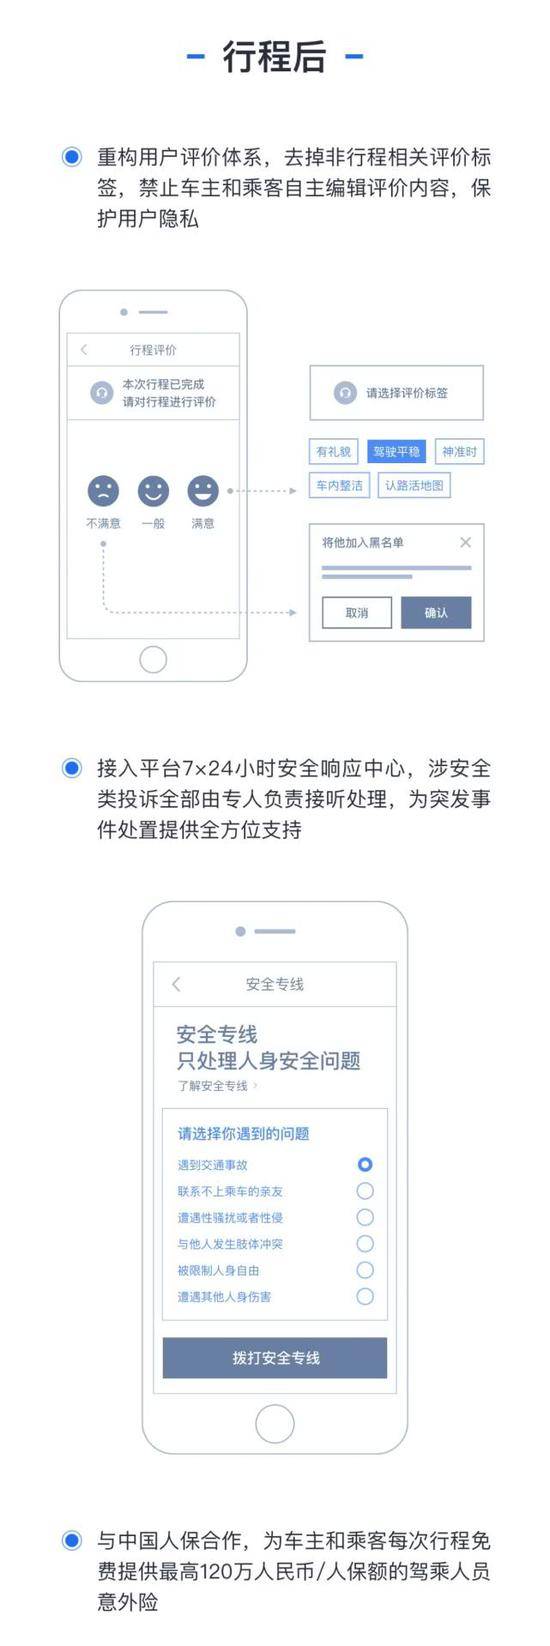 行程后
重构用户评价体系，去掉非行程相关评价标
签，禁止车主和乘客自主编辑评价内容，保
护用户隐私
行程评价
本次行程已完成
请对行程进行评价
不满意 一般 满意
请选择评价标签
有礼貌 驾驶平稳 神准时
车内整洁 认路活地图
将他加入黑名单
取消 确认
接入平台7×24小时安全响应中心，涉安全
类投诉全部由专人负责接听处理，为突发事
件处置提供全方位支持
安全专线
安全专线
只处理人身安全问题
了解安全专线
请选择你遇到的问题
遇到交通事故
联系不上乘车的亲友
遭遇性骚扰或者性侵
与他人发生肢体冲突
被限制人身自由
遭遇其他人身伤害
拨打安全专线
与中国人保合作，为车主和乘客每次行程免
费提供最高120万人民币/人保额的驾乘人员
意外险